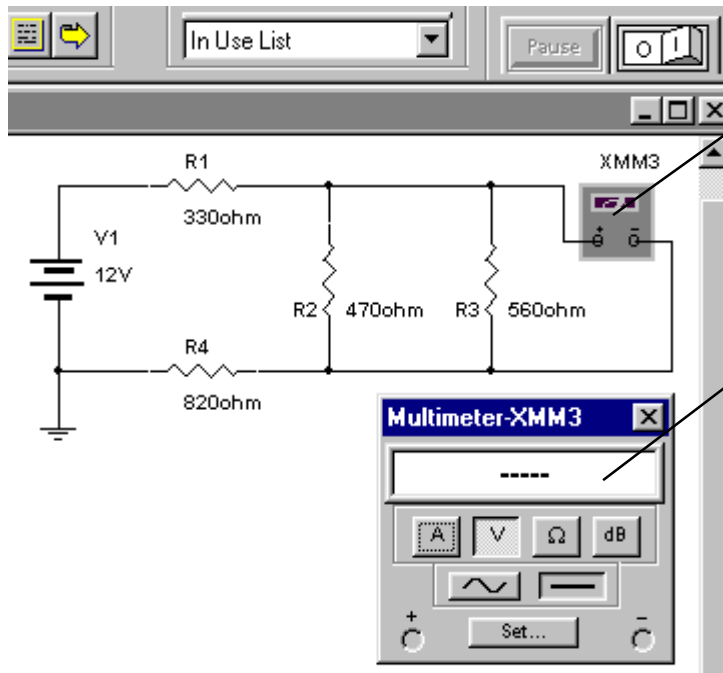 In Use List
Pause
O I
R1
XMM3
330ohm
V1
12V
R2 470ohm R3 560ohm
R4
820ohm
Multimeter-XMM3
-----
A V Ω dB
+ -
Set...